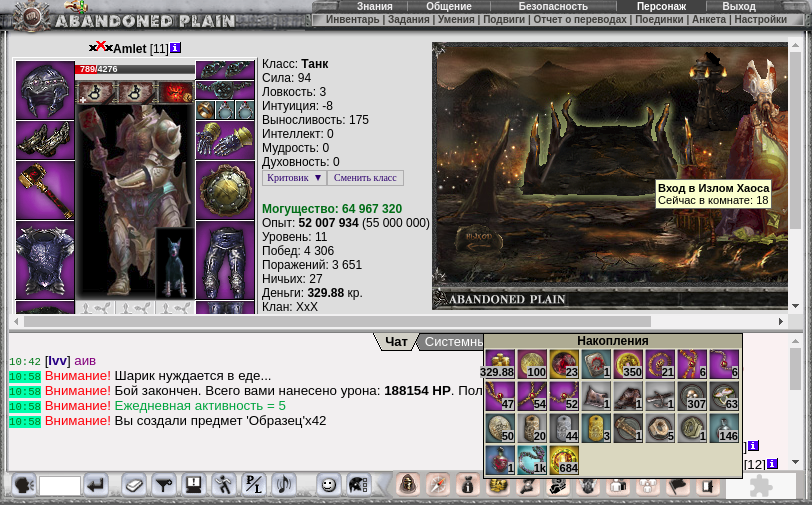 Знания Общение Безопасность Персонаж Выход
ABANDONED PLAIN
Инвентарь | Задания | Умения | Подвиги | Отчет о переводах | Поединки | Анкета | Настройки
Amlet [11]
789/4276
Класс: Танк
Сила: 94
Ловкость: 3
Интуиция: -8
Выносливость: 175
Интеллект: 0
Мудрость: 0
Духовность: 0
Критовик ▼ Сменить класс
Могущество: 64 967 320
Опыт: 52 007 934 (55 000 000)
Уровень: 11
Побед: 4 306
Поражений: 3 651
Ничьих: 27
Деньги: 329.88 кр.
Клан: XxX
Вход в Излом Хаоса
Сейчас в комнате: 18
ВЫХОД
ABANDONED PLAIN
Чат Системнь
10:42 [Ivv] аив
10:58 Внимание! Шарик нуждается в еде...
10:58 Внимание! Бой закончен. Всего вами нанесено урона: 188154 HP. Пол
10:58 Внимание! Ежедневная активность = 5
10:58 Внимание! Вы создали предмет 'Образец'x42
Накопления
329.88 100 23 1 350 21 6 6
47 54 52 1 1 1 307 63
50 20 44 3 1 5 1 146
1 1k 684
]
[12]
P/L